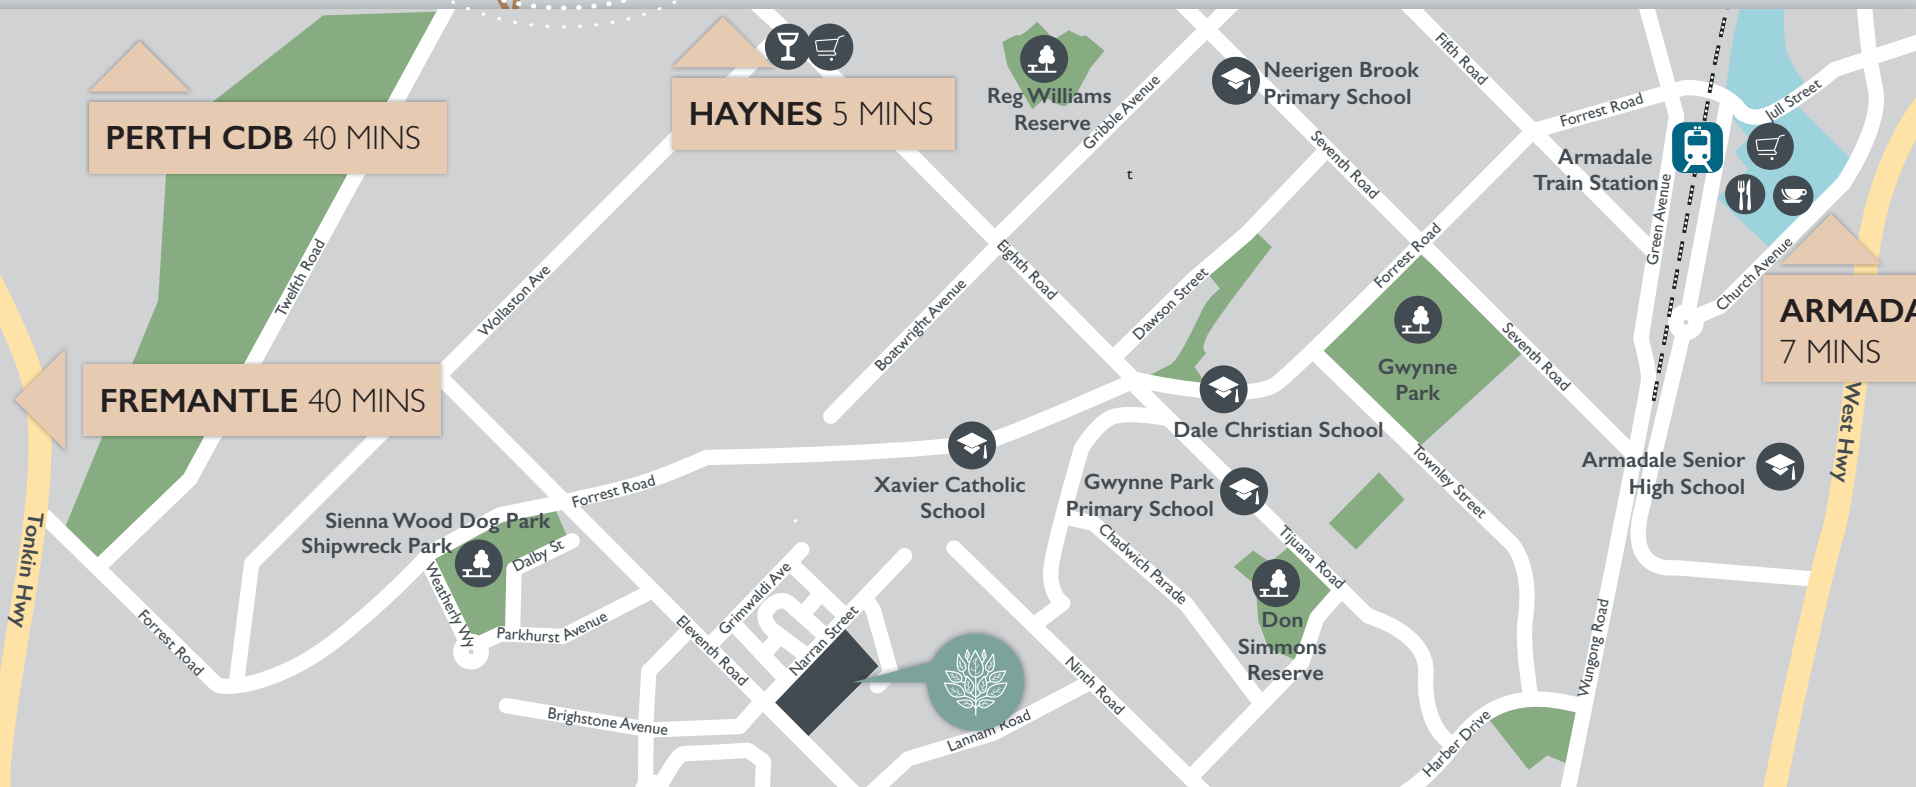 PERTH CDB 40 MINS
HAYNES 5 MINS
Reg Williams
Reserve
Gribble Avenue
Neerigen Brook
Primary School
Fifth Road
Forrest Road
Jull Street
Armadale
Train Station
Seventh Road
t
Green Avenue
Church Avenue
ARMADA
7 MINS
Twelfth Road
Wollaston Ave
Boatwright Avenue
Eighth Road
Dawson Street
Forrest Road
Gwynne
Park
Seventh Road
FREMANTLE 40 MINS
Dale Christian School
Townley Street
West Hwy
Armadale Senior
High School
Xavier Catholic
School
Gwynne Park
Primary School
Forrest Road
Sienna Wood Dog Park
Shipwreck Park
Dalby St
Weatherly Wy
Parkhurst Avenue
Tonkin Hwy
Forrest Road
Grimwaldi Ave
Narran Street
Eleventh Road
Brighstone Avenue
Chadwich Parade
Tijuana Road
Don
Simmons
Reserve
Ninth Road
Lannam Road
Wungong Road
Harber Drive